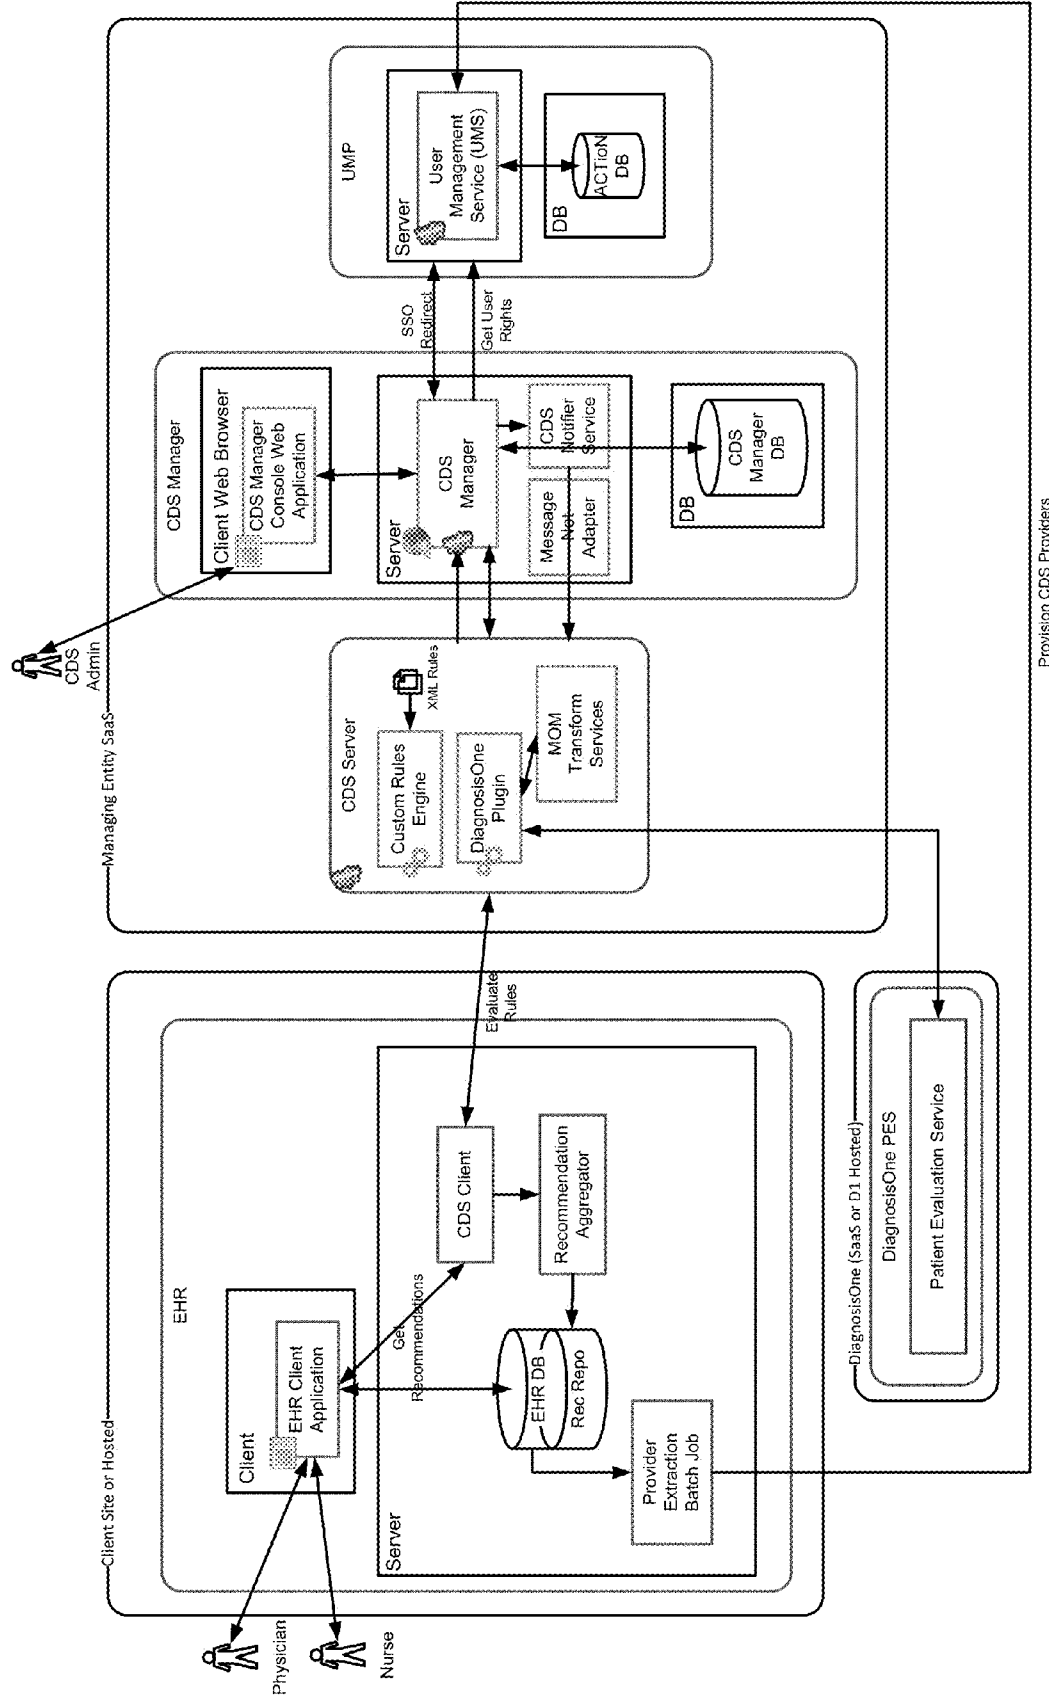 Physician
Nurse
Client Site or Hosted
EHR
Client
EHR Client
Application
Get
Recommendations
Server
CDS Client
Recommendation
Aggregator
EHR DB
Rec Repo
Provider
Extraction
Batch Job
Evaluate
Rules
DiagnosisOne (SaaS or D1 Hosted)
DiagnosisOne PES
Patient Evaluation Service
CDS
Admin
Managing Entity SaaS
CDS Server
Custom Rules
Engine
XML Rules
DiagnosisOne
Plugin
MOM
Transform
Services
CDS Manager
Client Web Browser
CDS Manager
Console Web
Application
Server
CDS
Manager
Message
Not
Adapter
CDS
Notifier
Service
DB
CDS
Manager
DB
SSO
Redirect
Get User
Rights
UMP
Server
User
Management
Service (UMS)
DB
ACTioN
DB
Provision CDS Providers